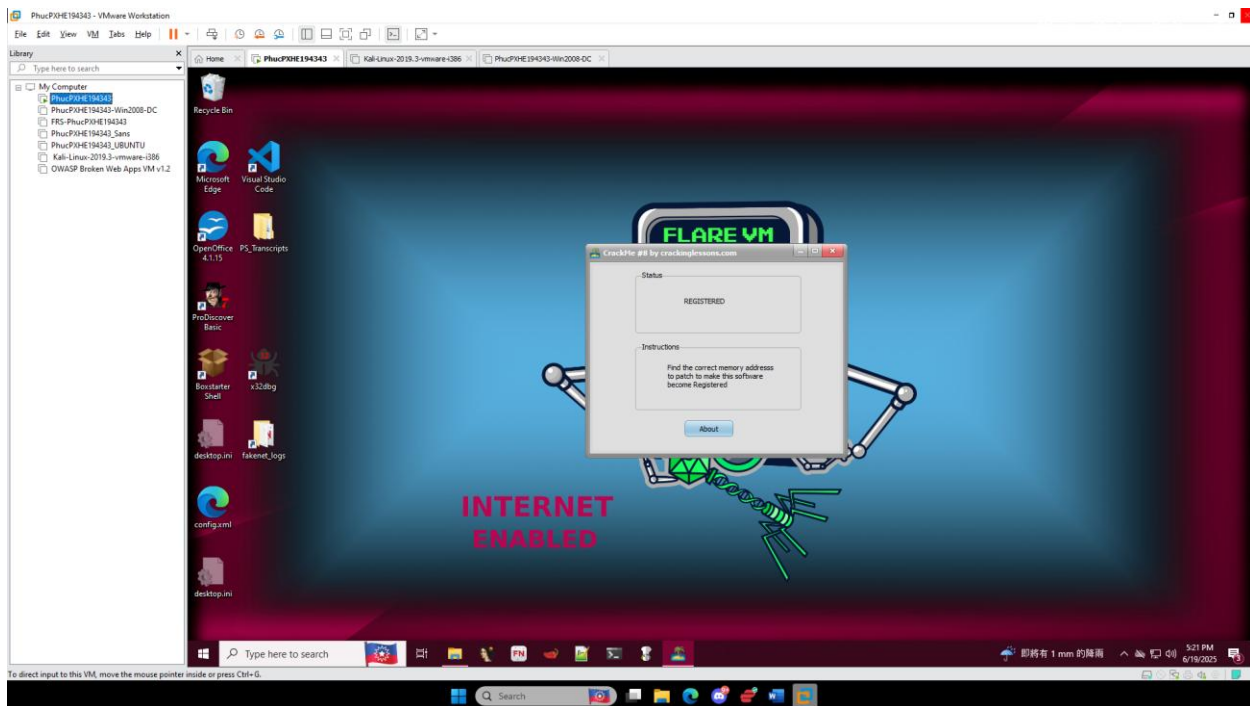 PhucPXHE194343 - VMware Workstation
File Edit View VM Tabs Help
Library
Type here to search
My Computer
PhucPXHE194343
PhucPXHE194343-Win2008-DC
FRS-PhucPXHE194343
PhucPXHE194343_Sans
PhucPXHE194343_UBUNTU
Kali-Linux-2019.3-vmware-i386
OWASP Broken Web Apps VM v1.2
Home
PhucPXHE194343
Kali-Linux-2019.3-vmware-i386
PhucPXHE194343-Win2008-DC
Recycle Bin
Microsoft
Edge
Visual Studio
Code
OpenOffice
4.1.15
PS_Transcripts
ProDiscover
Basic
Boxstarter
Shell
x32dbg
desktop.ini
fakenet_logs
config.xml
desktop.ini
FLARE VM
CrackMe #8 by crackinglessons.com
Status
REGISTERED
Instructions
Find the correct memory addresss
to patch to make this software
become Registered
About
INTERNET
ENABLED
Type here to search
FN
即將有 1 mm 的降雨
5:21 PM
6/19/2025
3
To direct input to this VM, move the mouse pointer inside or press Ctrl+G.
Search